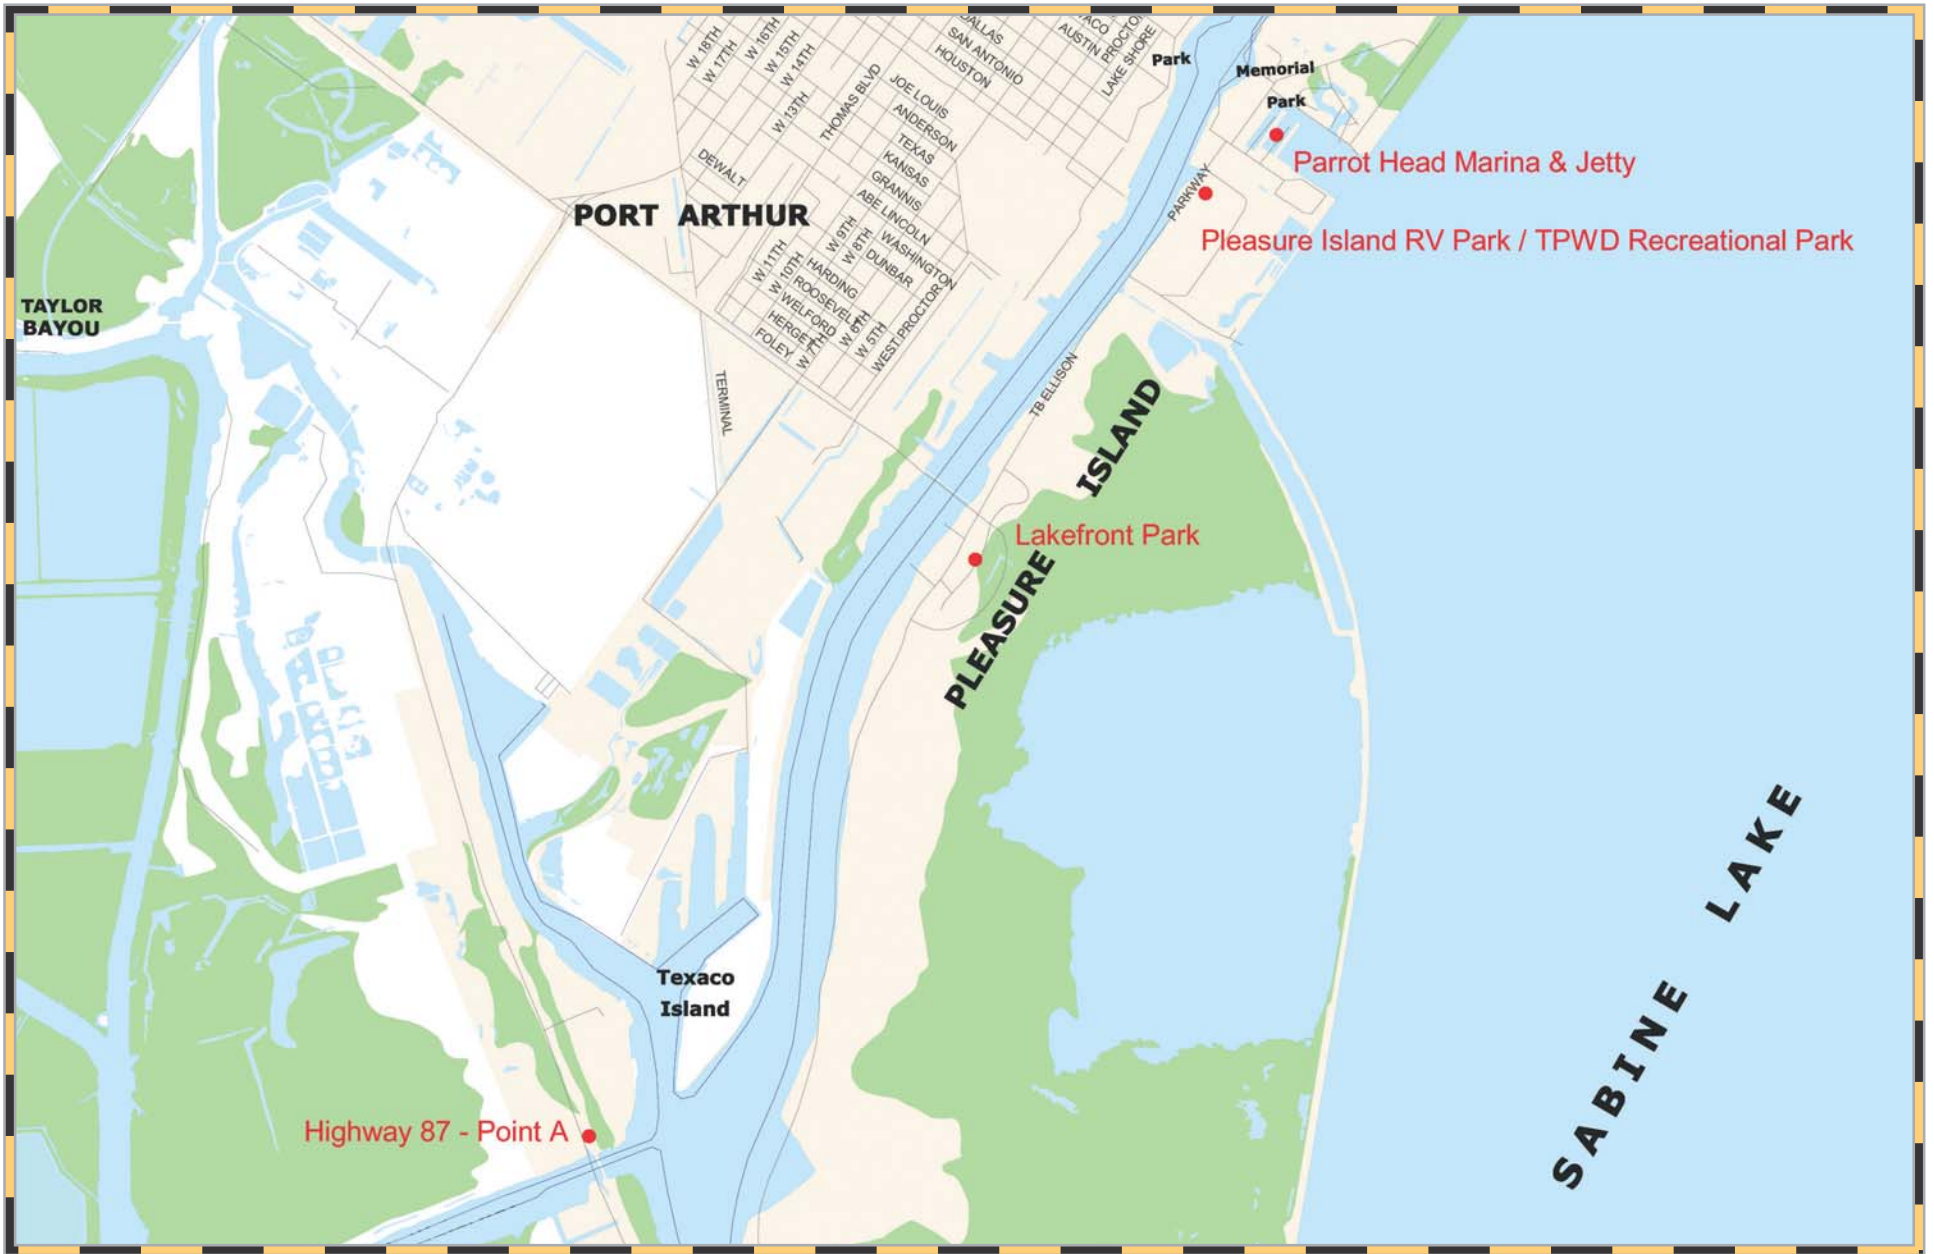 W 18TH
W 17TH
W 16TH
W 15TH
W 14TH
W 13TH
THOMAS BLVD
DALLAS
SAN ANTONIO
HOUSTON
AUSTIN
PROCTOR
LAKE SHORE
Park
Memorial
Park
JOE LOUIS
ANDERSON
TEXAS
KANSAS
GRANNIS
ABE LINCOLN
WASHINGTON
DUNBAR
DEWALT
PORT ARTHUR
Parrot Head Marina & Jetty
PARKWAY
Pleasure Island RV Park / TPWD Recreational Park
W 9TH
W 8TH
W 11TH
W 10TH
HARDING
ROOSEVELT
WELFORD
HERGET
FOLEY
W 7TH
W 6TH
W 5TH
WEST PROCTOR
TAYLOR
BAYOU
TERMINAL
TB ELLISON
PLEASURE ISLAND
Lakefront Park
SABINE LAKE
Texaco
Island
Highway 87 - Point A